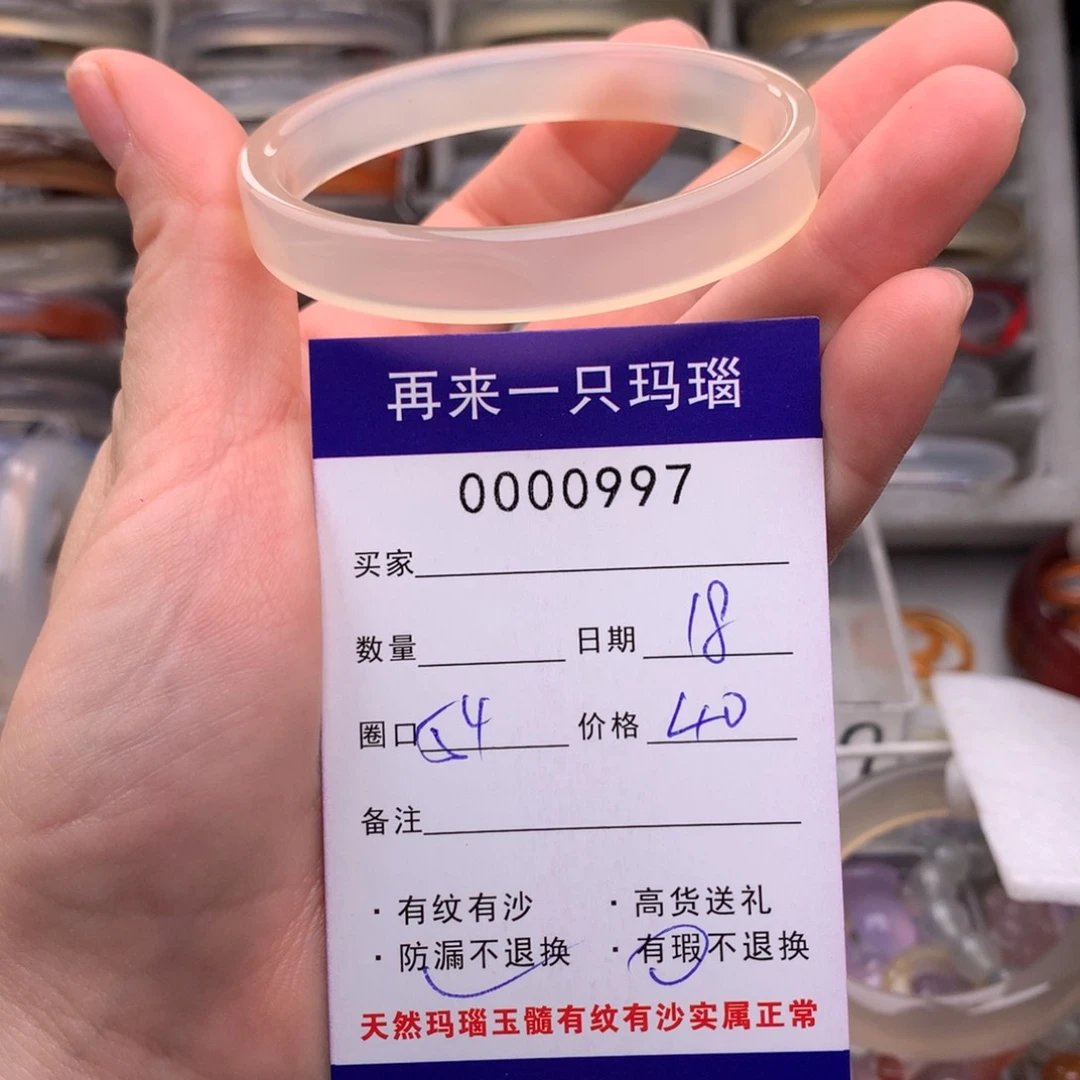 再来一只玛瑙
0000997
买家
数量 日期 18
圈口 54 价格 40
备注
·有纹有沙 ·高货送礼
·防漏不退换 ·有瑕不退换
天然玛瑙玉髓有纹有沙实属正常